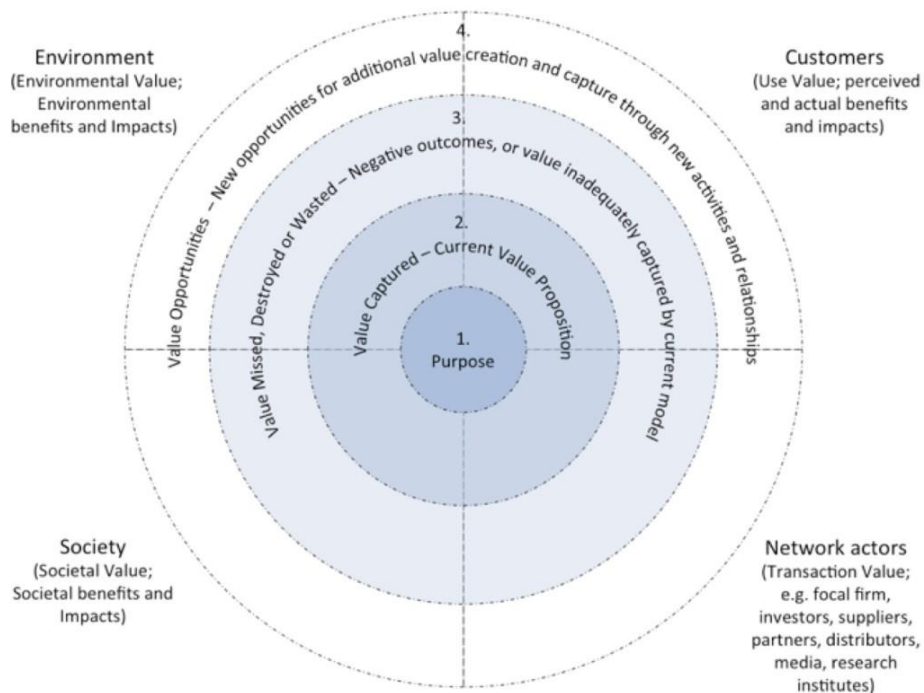 Environment
(Environmental Value;
Environmental
benefits and Impacts)
Customers
(Use Value; perceived
and actual benefits
and impacts)
4.
Value Opportunities – New opportunities for additional value creation and capture through new activities and relationships
3.
Value Missed, Destroyed or Wasted – Negative outcomes, or value inadequately captured by current model
2.
Value Captured – Current Value Proposition
1.
Purpose
Society
(Societal Value;
Societal benefits and
Impacts)
Network actors
(Transaction Value;
e.g. focal firm,
investors, suppliers,
partners, distributors,
media, research
institutes)